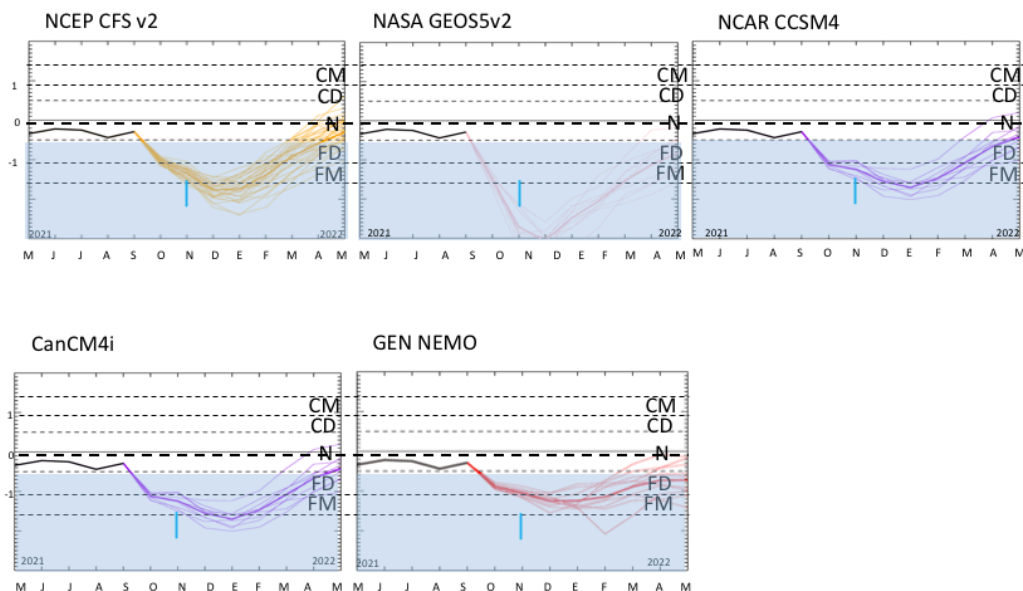 NCEP CFS v2
NASA GEOS5v2
NCAR CCSM4
1
0
-1
CM
CD
N
FD
FM
2021
2022
M J J A S O N D E F M A M
CM
CD
N
FD
FM
2021
2022
M J J A S O N D E F M A M
CM
CD
N
FD
FM
2021
2022
M J J A S O N D E F M A M
CanCM4i
GEN NEMO
1
0
-1
CM
CD
N
FD
FM
2021
2022
M J J A S O N D E F M A M
CM
CD
N
FD
FM
2021
2022
M J J A S O N D E F M A M